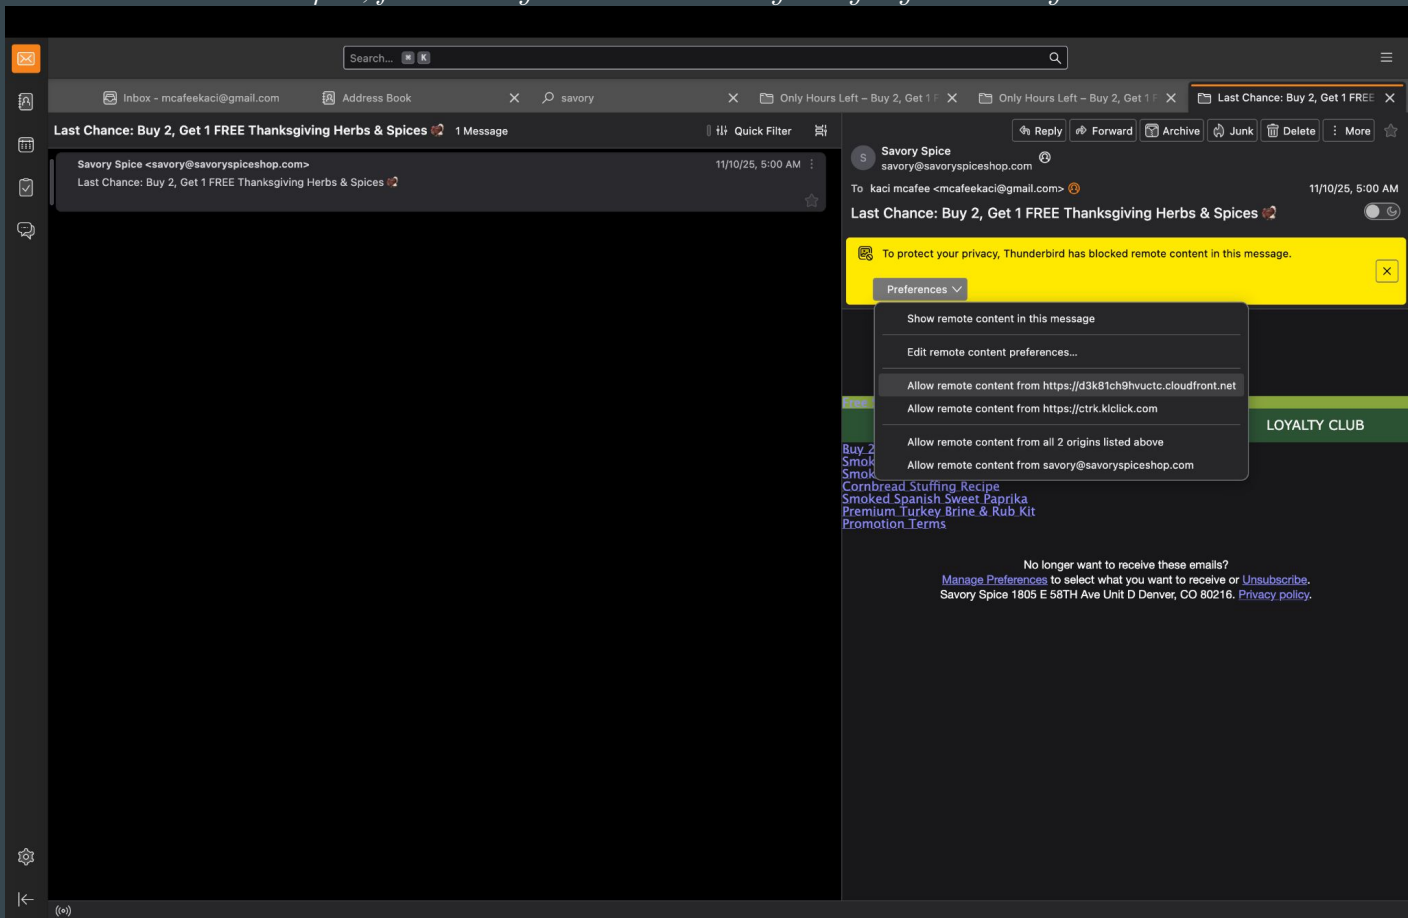 Search... ⌘ K
Inbox - mcafeekaci@gmail.com
Address Book
savory
Only Hours Left – Buy 2, Get 1 F
Only Hours Left – Buy 2, Get 1 F
Last Chance: Buy 2, Get 1 FREE
Last Chance: Buy 2, Get 1 FREE Thanksgiving Herbs & Spices 1 Message
Quick Filter
Savory Spice <savory@savoryspiceshop.com>
11/10/25, 5:00 AM
Last Chance: Buy 2, Get 1 FREE Thanksgiving Herbs & Spices
Reply
Forward
Archive
Junk
Delete
More
S
Savory Spice
savory@savoryspiceshop.com
To kaci mcafee <mcafeekaci@gmail.com>
11/10/25, 5:00 AM
Last Chance: Buy 2, Get 1 FREE Thanksgiving Herbs & Spices
To protect your privacy, Thunderbird has blocked remote content in this message.
Preferences
Show remote content in this message
Edit remote content preferences...
Allow remote content from https://d3k81ch9hvuctc.cloudfront.net
Allow remote content from https://ctrk.klclick.com
Allow remote content from all 2 origins listed above
Allow remote content from savory@savoryspiceshop.com
Free
LOYALTY CLUB
Buy 2
Smok
Smok
Cornbread Stuffing Recipe
Smoked Spanish Sweet Paprika
Premium Turkey Brine & Rub Kit
Promotion Terms
No longer want to receive these emails?
Manage Preferences to select what you want to receive or Unsubscribe.
Savory Spice 1805 E 58TH Ave Unit D Denver, CO 80216. Privacy policy.